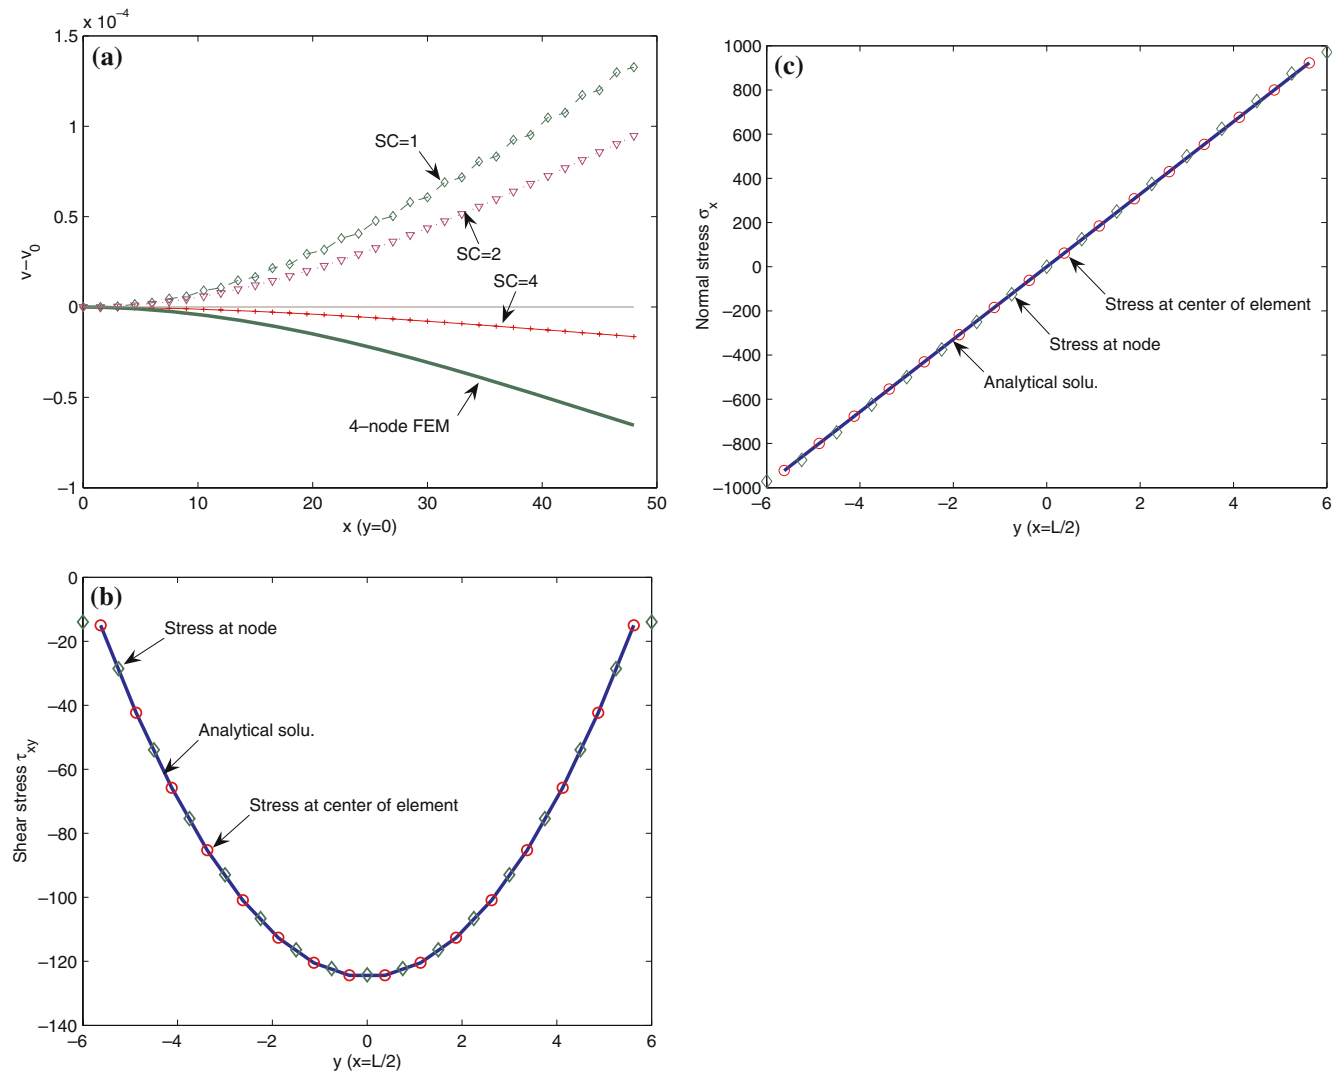 x 10⁻⁴
(a)
1.5
1
0.5
0
−0.5
−1
v−v₀
SC=1
SC=2
SC=4
4−node FEM
0 10 20 30 40 50
x (y=0)
(c)
1000
800
600
400
200
0
−200
−400
−600
−800
−1000
Normal stress σₓ
Stress at center of element
Stress at node
Analytical solu.
−6 −4 −2 0 2 4 6
y (x=L/2)
(b)
0
−20
−40
−60
−80
−100
−120
−140
Shear stress τ_xy
Stress at node
Analytical solu.
Stress at center of element
−6 −4 −2 0 2 4 6
y (x=L/2)